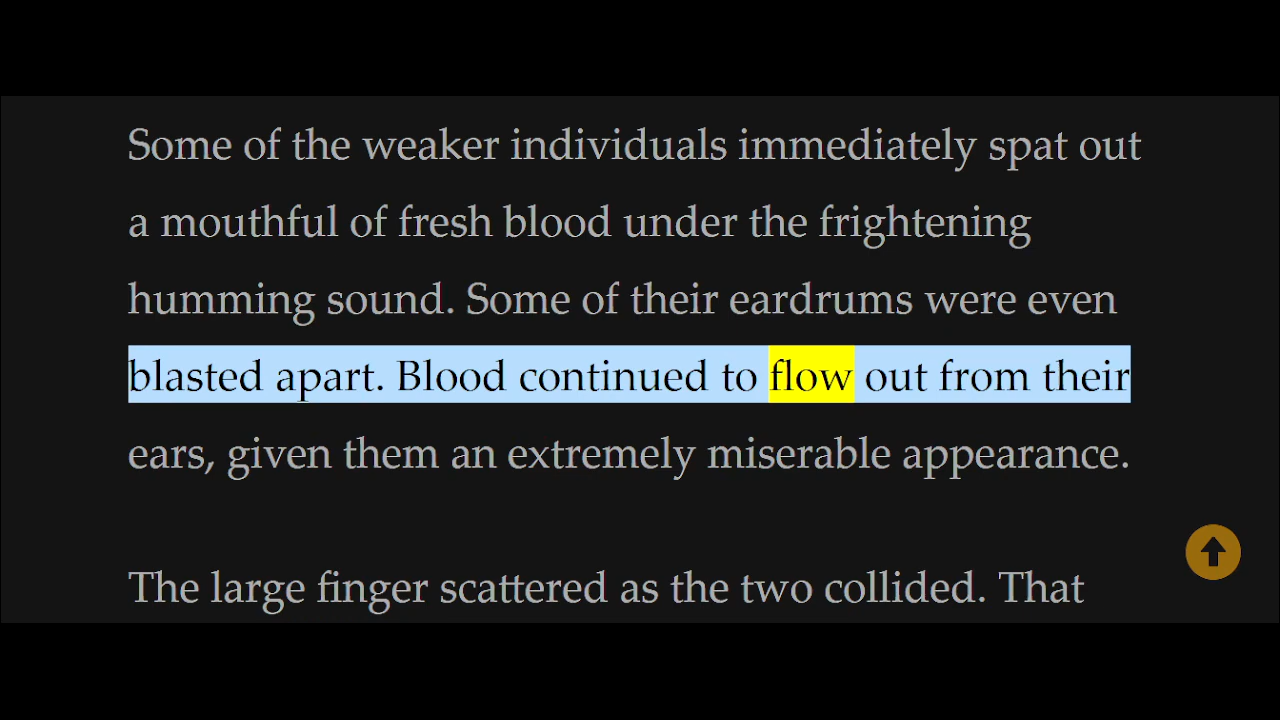 Some of the weaker individuals immediately spat out
a mouthful of fresh blood under the frightening
humming sound. Some of their eardrums were even
blasted apart. Blood continued to flow out from their
ears, given them an extremely miserable appearance.
The large finger scattered as the two collided. That